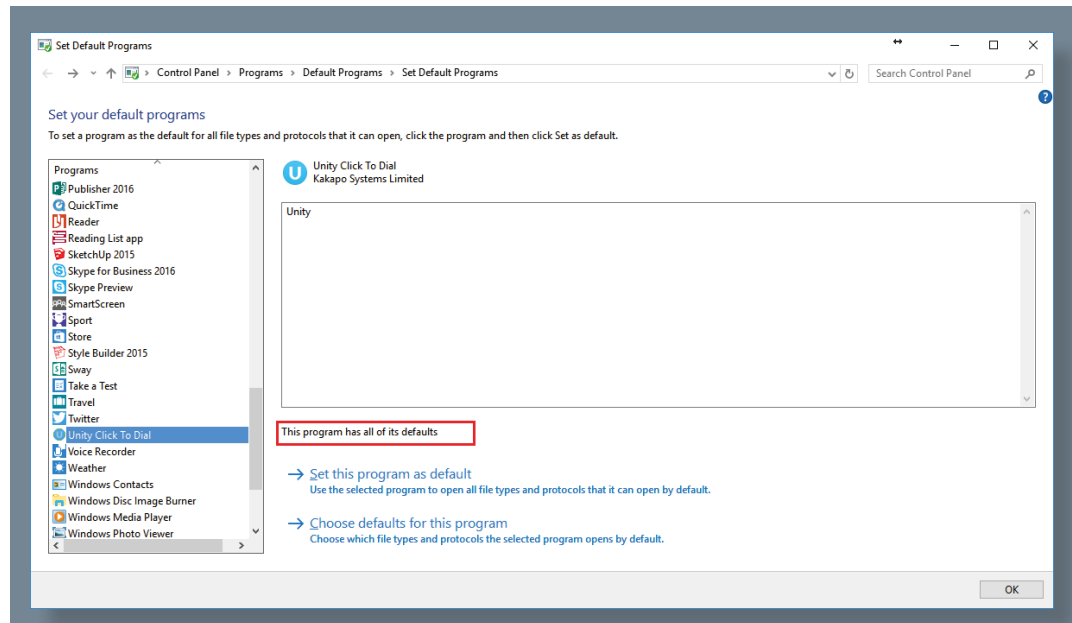 Set Default Programs
Control Panel > Programs > Default Programs > Set Default Programs
Search Control Panel
Set your default programs
To set a program as the default for all file types and protocols that it can open, click the program and then click Set as default.
Programs
Publisher 2016
QuickTime
Reader
Reading List app
SketchUp 2015
Skype for Business 2016
Skype Preview
SmartScreen
Sport
Store
Style Builder 2015
Sway
Take a Test
Travel
Twitter
Unity Click To Dial
Voice Recorder
Weather
Windows Contacts
Windows Disc Image Burner
Windows Media Player
Windows Photo Viewer
U
Unity Click To Dial
Kakapo Systems Limited
Unity
This program has all of its defaults
Set this program as default
Use the selected program to open all file types and protocols that it can open by default.
Choose defaults for this program
Choose which file types and protocols the selected program opens by default.
OK